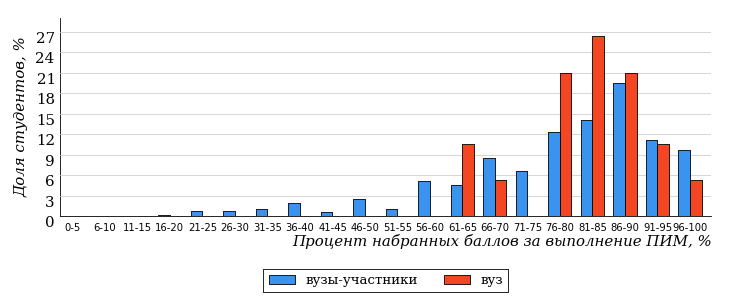 Доля студентов, %
27
24
21
18
15
12
9
6
3
0
0-5 6-10 11-15 16-20 21-25 26-30 31-35 36-40 41-45 46-50 51-55 56-60 61-65 66-70 71-75 76-80 81-85 86-90 91-95 96-100
Процент набранных баллов за выполнение ПИМ, %
вузы-участники вуз